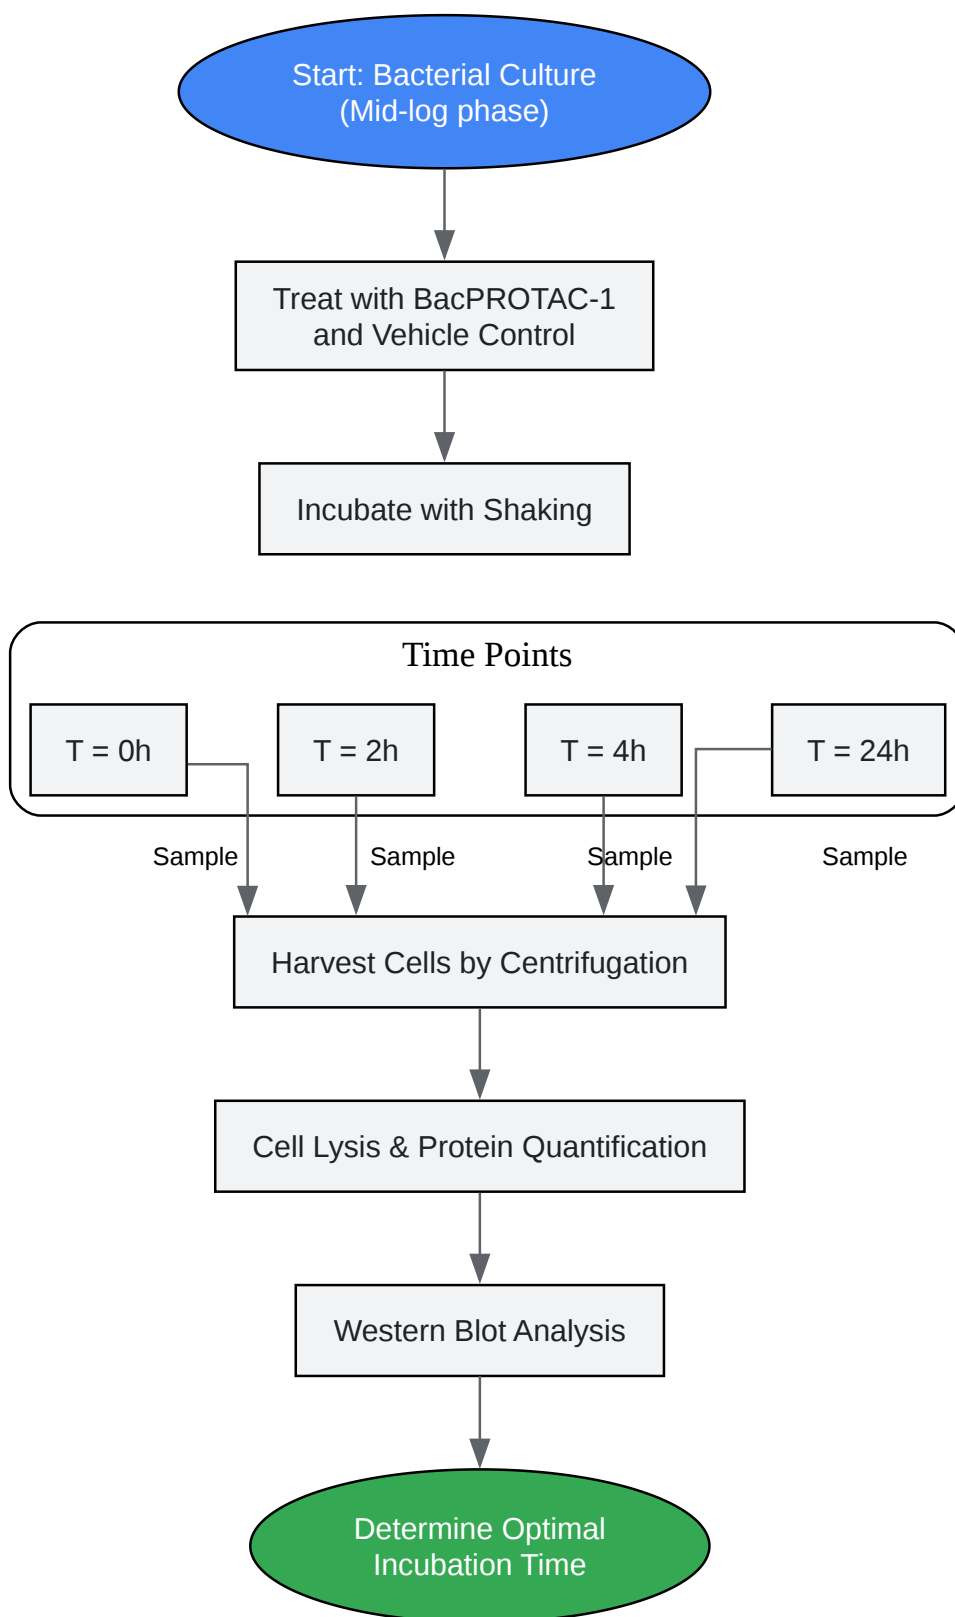 Start: Bacterial Culture
(Mid-log phase)
Treat with BacPROTAC-1
and Vehicle Control
Incubate with Shaking
Time Points
T = 0h
T = 2h
T = 4h
T = 24h
Sample
Sample
Sample
Sample
Harvest Cells by Centrifugation
Cell Lysis & Protein Quantification
Western Blot Analysis
Determine Optimal
Incubation Time